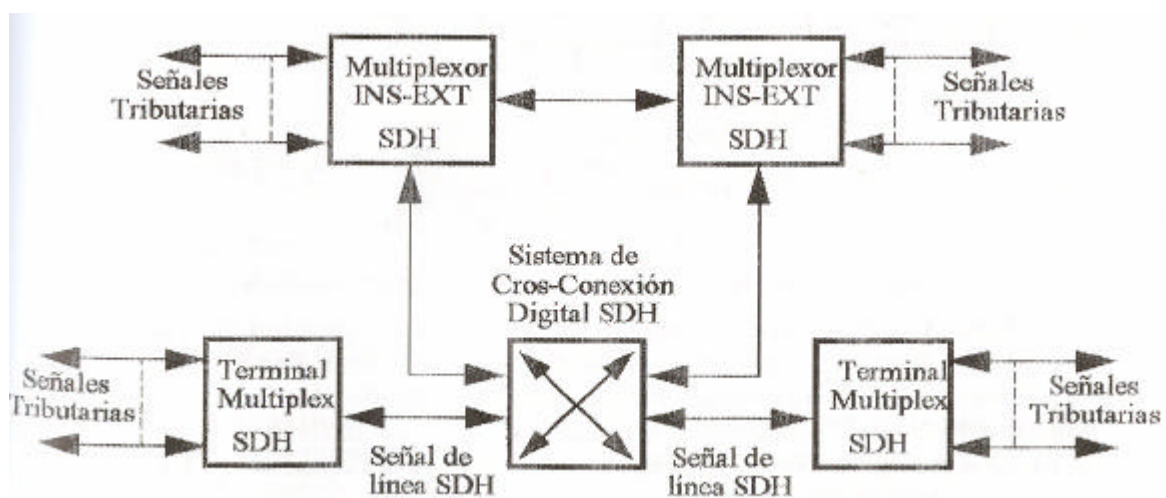 Señales
Tributarias
Multiplexor
INS-EXT
SDH
Multiplexor
INS-EXT
SDH
Señales
Tributarias
Sistema de
Cros-Conexión
Digital SDH
Señales
Tributarias
Terminal
Multiplex
SDH
Señal de
línea SDH
Señal de
línea SDH
Terminal
Multiplex
SDH
Señales
Tributarias